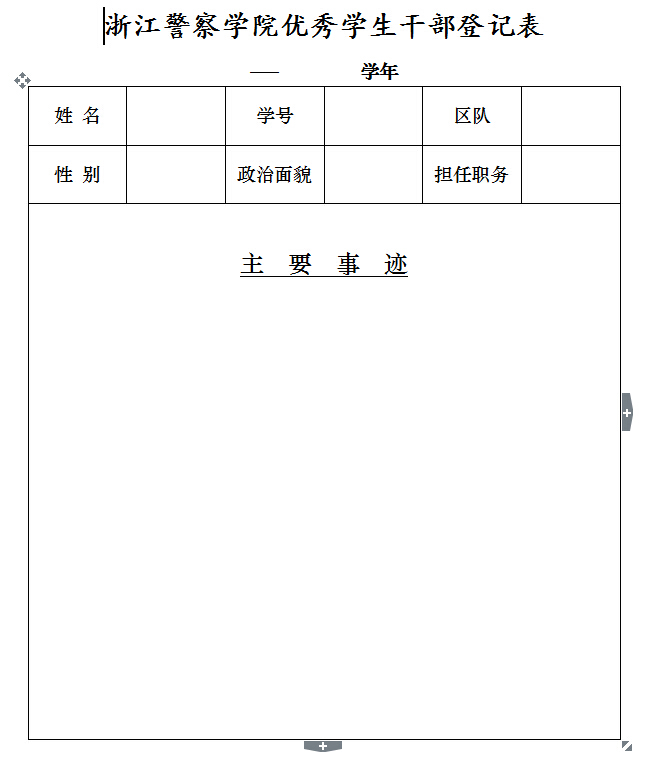 浙江警察学院优秀学生干部登记表
— 学年
姓 名 学号 区队
性 别 政治面貌 担任职务
主 要 事 迹